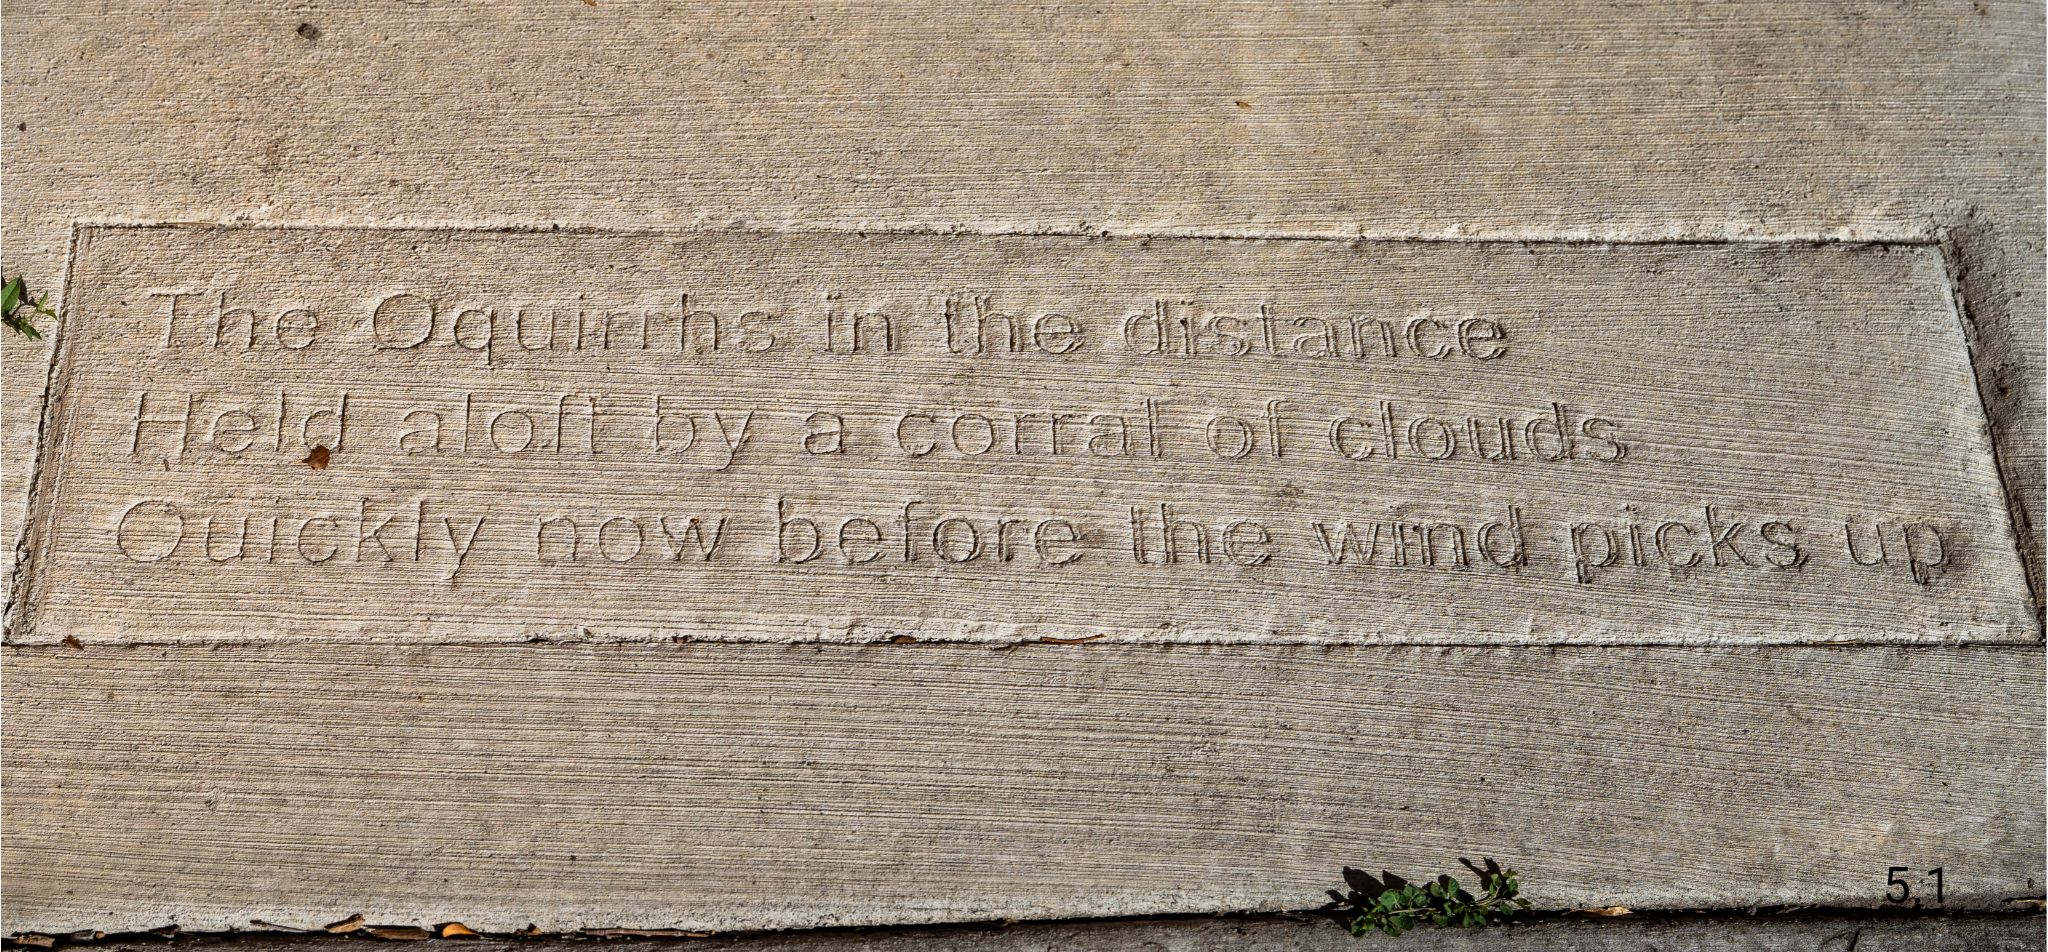 The Oquirrhs in the distance
Held aloft by a corral of clouds
Quickly now before the wind picks up
5.1